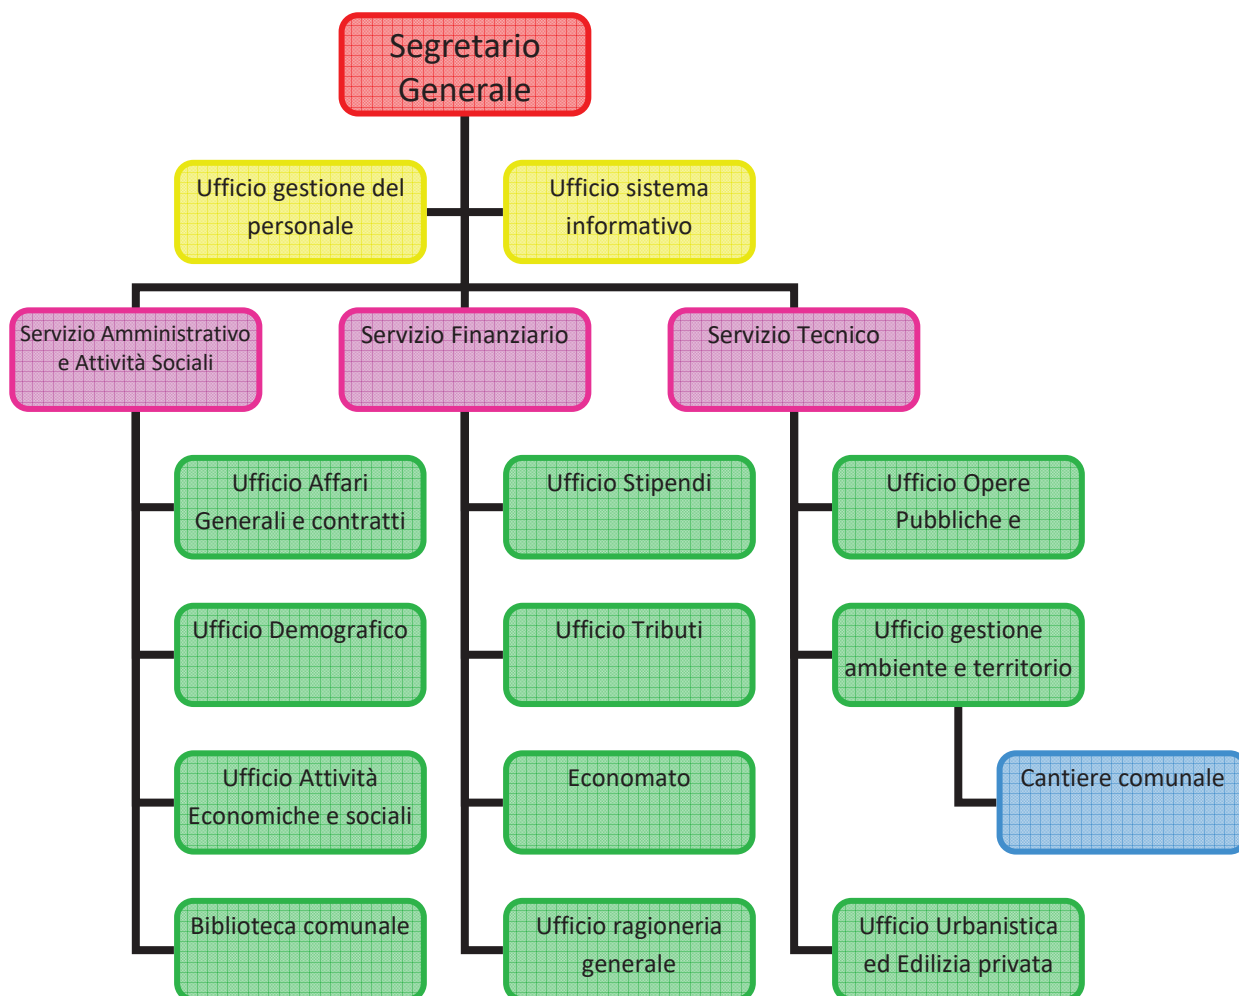 Segretario
Generale
Ufficio gestione del
personale
Ufficio sistema
informativo
Servizio Amministrativo
e Attività Sociali
Servizio Finanziario
Servizio Tecnico
Ufficio Affari
Generali e contratti
Ufficio Stipendi
Ufficio Opere
Pubbliche e
Ufficio Demografico
Ufficio Tributi
Ufficio gestione
ambiente e territorio
Ufficio Attività
Economiche e sociali
Economato
Cantiere comunale
Biblioteca comunale
Ufficio ragioneria
generale
Ufficio Urbanistica
ed Edilizia privata